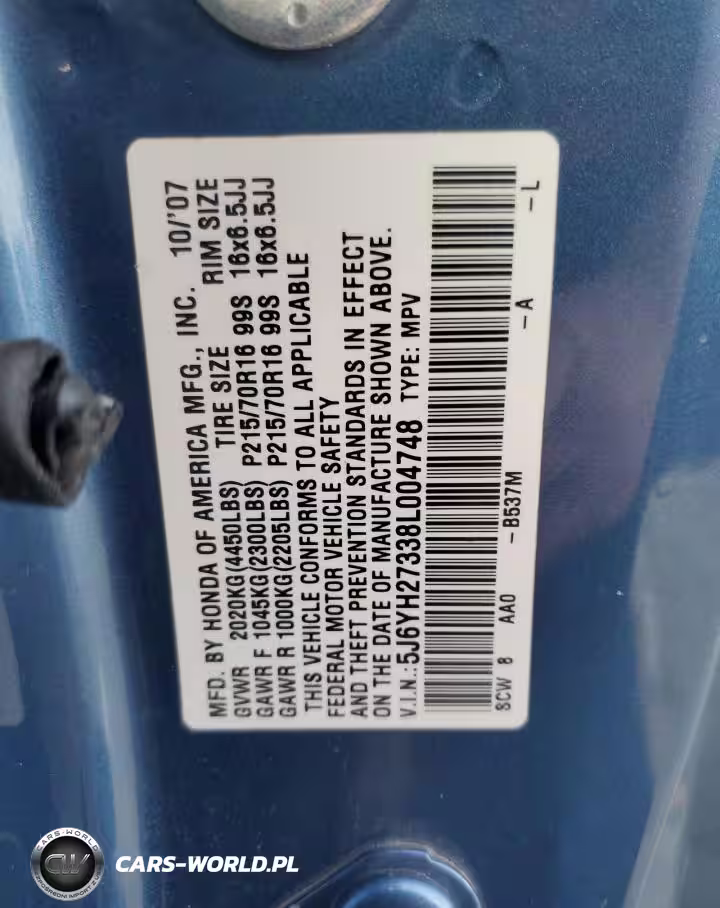 MFD. BY HONDA OF AMERICA MFG., INC. 10/'07
GVWR 2020KG(4450LBS) TIRE SIZE RIM SIZE
GAWR F 1045KG(2300LBS) P215/70R16 99S 16x6.5JJ
GAWR R 1000KG(2205LBS) P215/70R16 99S 16x6.5JJ
THIS VEHICLE CONFORMS TO ALL APPLICABLE
FEDERAL MOTOR VEHICLE SAFETY
AND THEFT PREVENTION STANDARDS IN EFFECT
ON THE DATE OF MANUFACTURE SHOWN ABOVE.
V.I.N.: 5J6YH27338L004748 TYPE: MPV
SCW 8 AA0 -B537M -A -L
CARS-WORLD
CW
CARS-WORLD.PL